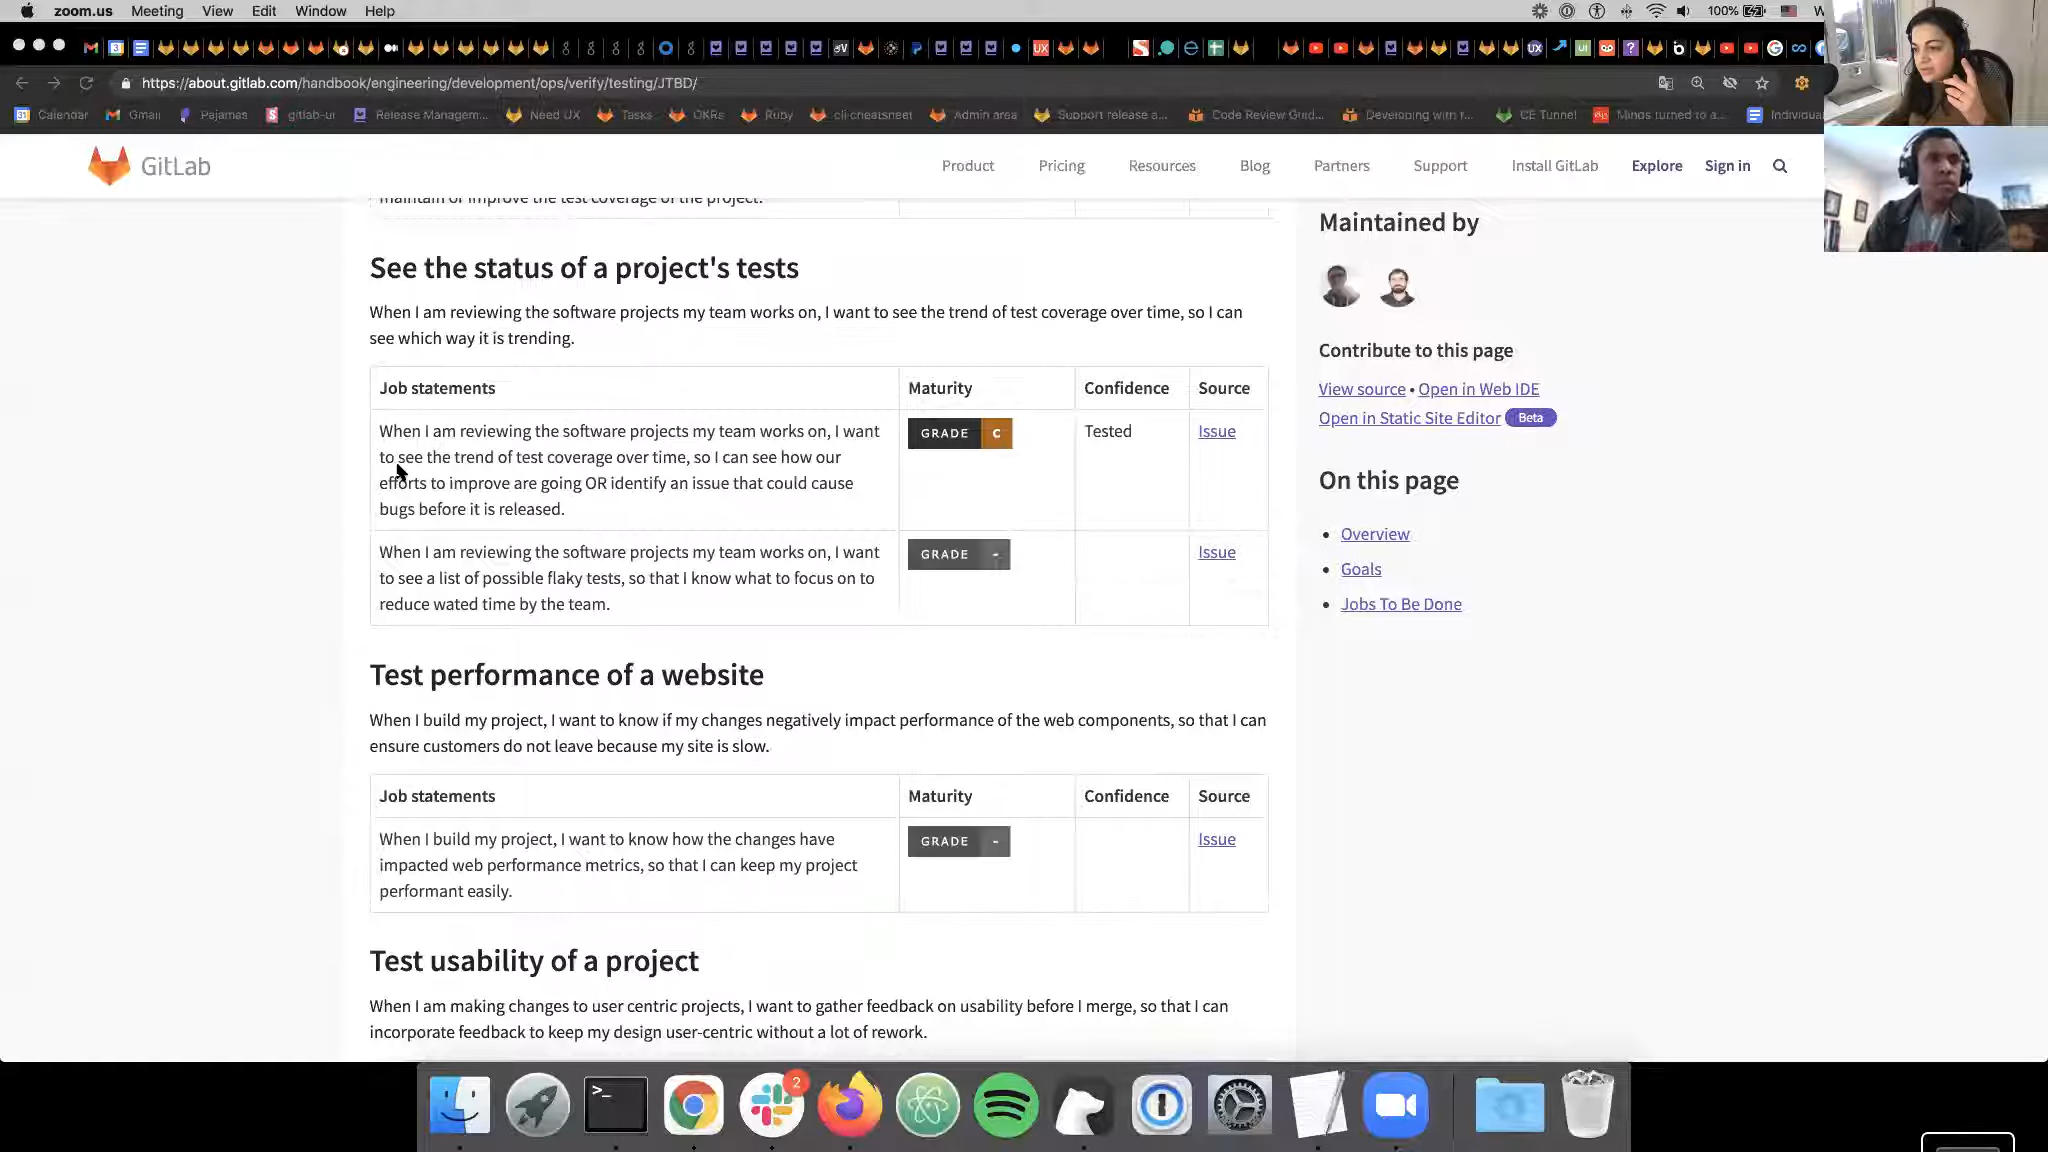 zoom.us Meeting View Edit Window Help
100%
https://about.gitlab.com/handbook/engineering/development/ops/verify/testing/JTBD/
Calendar Gmail Pajamas gitlab-ui Release Managem... Need UX Tasks OKRs Ruby cli-cheatsheet Admin area Support release a... Code Review Guid... Developing with r... CE Tunnel Minds turned to a... Individua
GitLab Product Pricing Resources Blog Partners Support Install GitLab Explore Sign in
maintain or improve the test coverage of the project.
See the status of a project's tests
When I am reviewing the software projects my team works on, I want to see the trend of test coverage over time, so I can
see which way it is trending.
Job statements Maturity Confidence Source
When I am reviewing the software projects my team works on, I want
to see the trend of test coverage over time, so I can see how our
efforts to improve are going OR identify an issue that could cause
bugs before it is released.
GRADE C Tested Issue
When I am reviewing the software projects my team works on, I want
to see a list of possible flaky tests, so that I know what to focus on to
reduce wated time by the team.
GRADE - Issue
Test performance of a website
When I build my project, I want to know if my changes negatively impact performance of the web components, so that I can
ensure customers do not leave because my site is slow.
Job statements Maturity Confidence Source
When I build my project, I want to know how the changes have
impacted web performance metrics, so that I can keep my project
performant easily.
GRADE - Issue
Test usability of a project
When I am making changes to user centric projects, I want to gather feedback on usability before I merge, so that I can
incorporate feedback to keep my design user-centric without a lot of rework.
Maintained by
Contribute to this page
View source • Open in Web IDE
Open in Static Site Editor Beta
On this page
• Overview
• Goals
• Jobs To Be Done
2